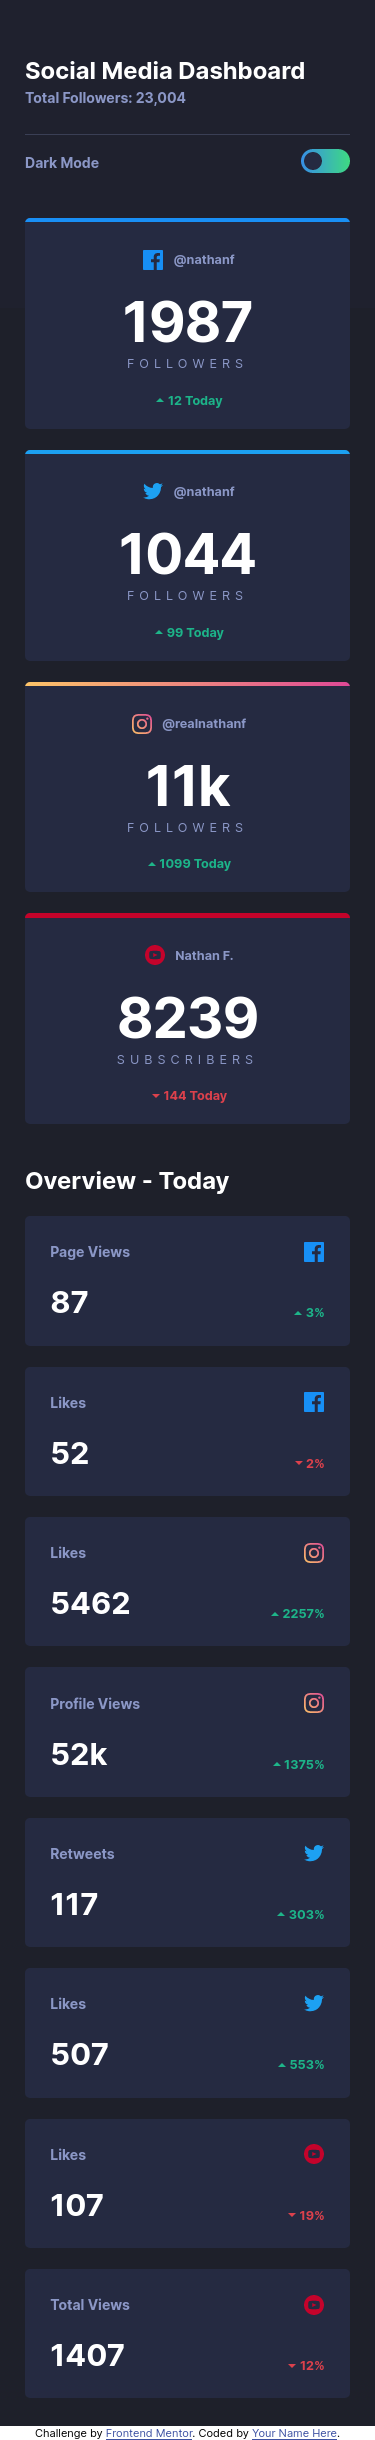 Social Media Dashboard
Total Followers: 23,004
Dark Mode
@nathanf
1987
FOLLOWERS
12 Today
@nathanf
1044
FOLLOWERS
99 Today
@realnathanf
11k
FOLLOWERS
1099 Today
Nathan F.
8239
SUBSCRIBERS
144 Today
Overview - Today
Page Views
87
3%
Likes
52
2%
Likes
5462
2257%
Profile Views
52k
1375%
Retweets
117
303%
Likes
507
553%
Likes
107
19%
Total Views
1407
12%
Challenge by Frontend Mentor. Coded by Your Name Here.